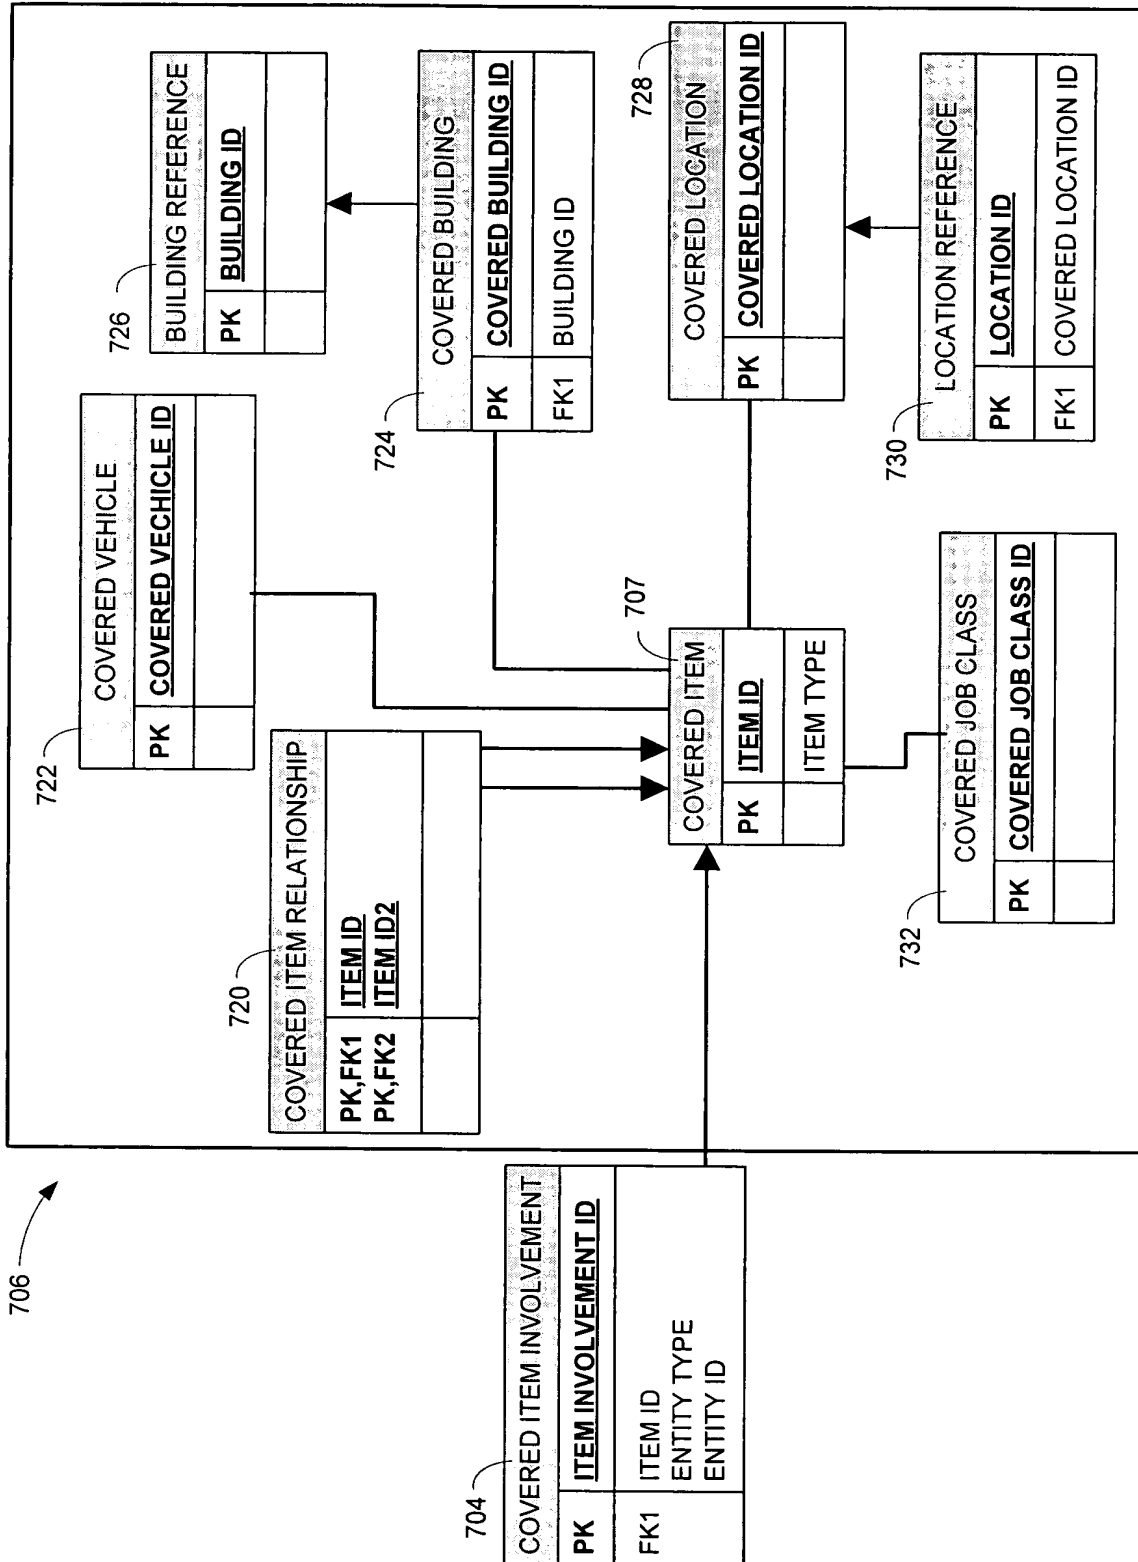 706
704
COVERED ITEM INVOLVEMENT
PK ITEM INVOLVEMENT ID
FK1 ITEM ID
ENTITY TYPE
ENTITY ID
720
COVERED ITEM RELATIONSHIP
PK,FK1 ITEM ID
PK,FK2 ITEM ID2
722
COVERED VEHICLE
PK COVERED VECHICLE ID
726
BUILDING REFERENCE
PK BUILDING ID
724
COVERED BUILDING
PK COVERED BUILDING ID
FK1 BUILDING ID
707
COVERED ITEM
PK ITEM ID
ITEM TYPE
728
COVERED LOCATION
PK COVERED LOCATION ID
730
LOCATION REFERENCE
PK LOCATION ID
FK1 COVERED LOCATION ID
732
COVERED JOB CLASS
PK COVERED JOB CLASS ID